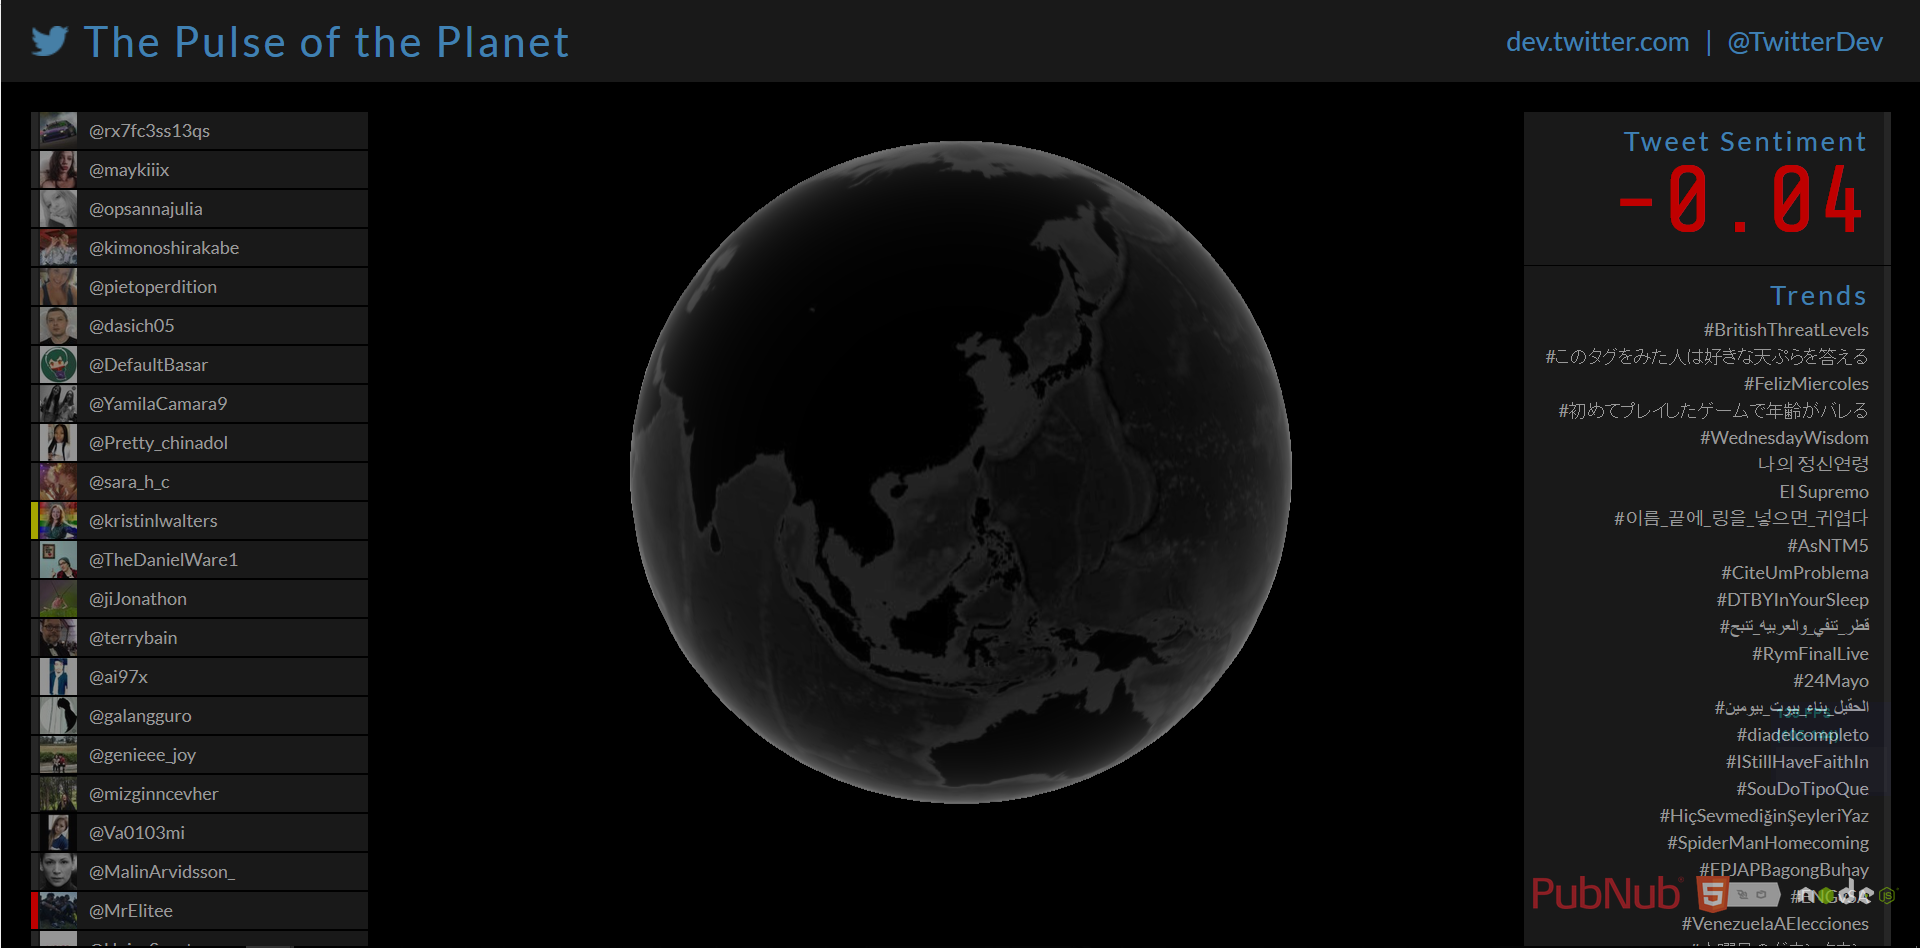 The Pulse of the Planet
dev.twitter.com | @TwitterDev
@rx7fc3ss13qs
@maykiiix
@opsannajulia
@kimonoshirakabe
@pietoperdition
@dasich05
@DefaultBasar
@YamilaCamara9
@Pretty_chinadol
@sara_h_c
@kristinlwalters
@TheDanielWare1
@jiJonathon
@terrybain
@ai97x
@galangguro
@genieee_joy
@mizginncevher
@Va0103mi
@MalinArvidsson_
@MrElitee
Tweet Sentiment
-0.04
Trends
#BritishThreatLevels
#このタグをみた人は好きな天ぷらを答える
#FelizMiercoles
#初めてプレイしたゲームで年齢がバレる
#WednesdayWisdom
나의 정신연령
El Supremo
#이름_끝에_링을_넣으면_귀엽다
#AsNTM5
#CiteUmProblema
#DTBYInYourSleep
#قطر_تنفي_والعربيه_تنبح
#RymFinalLive
#24Mayo
#الحقيل_بناء_بيوت_بيومين
#diadelcompleto
#IStillHaveFaithIn
#SouDoTipoQue
#HiçSevmediğinŞeyleriYaz
#SpiderManHomecoming
#FPJAPBagongBuhay
#ENGvSA
#VenezuelaAElecciones
PubNub
5
node
JS